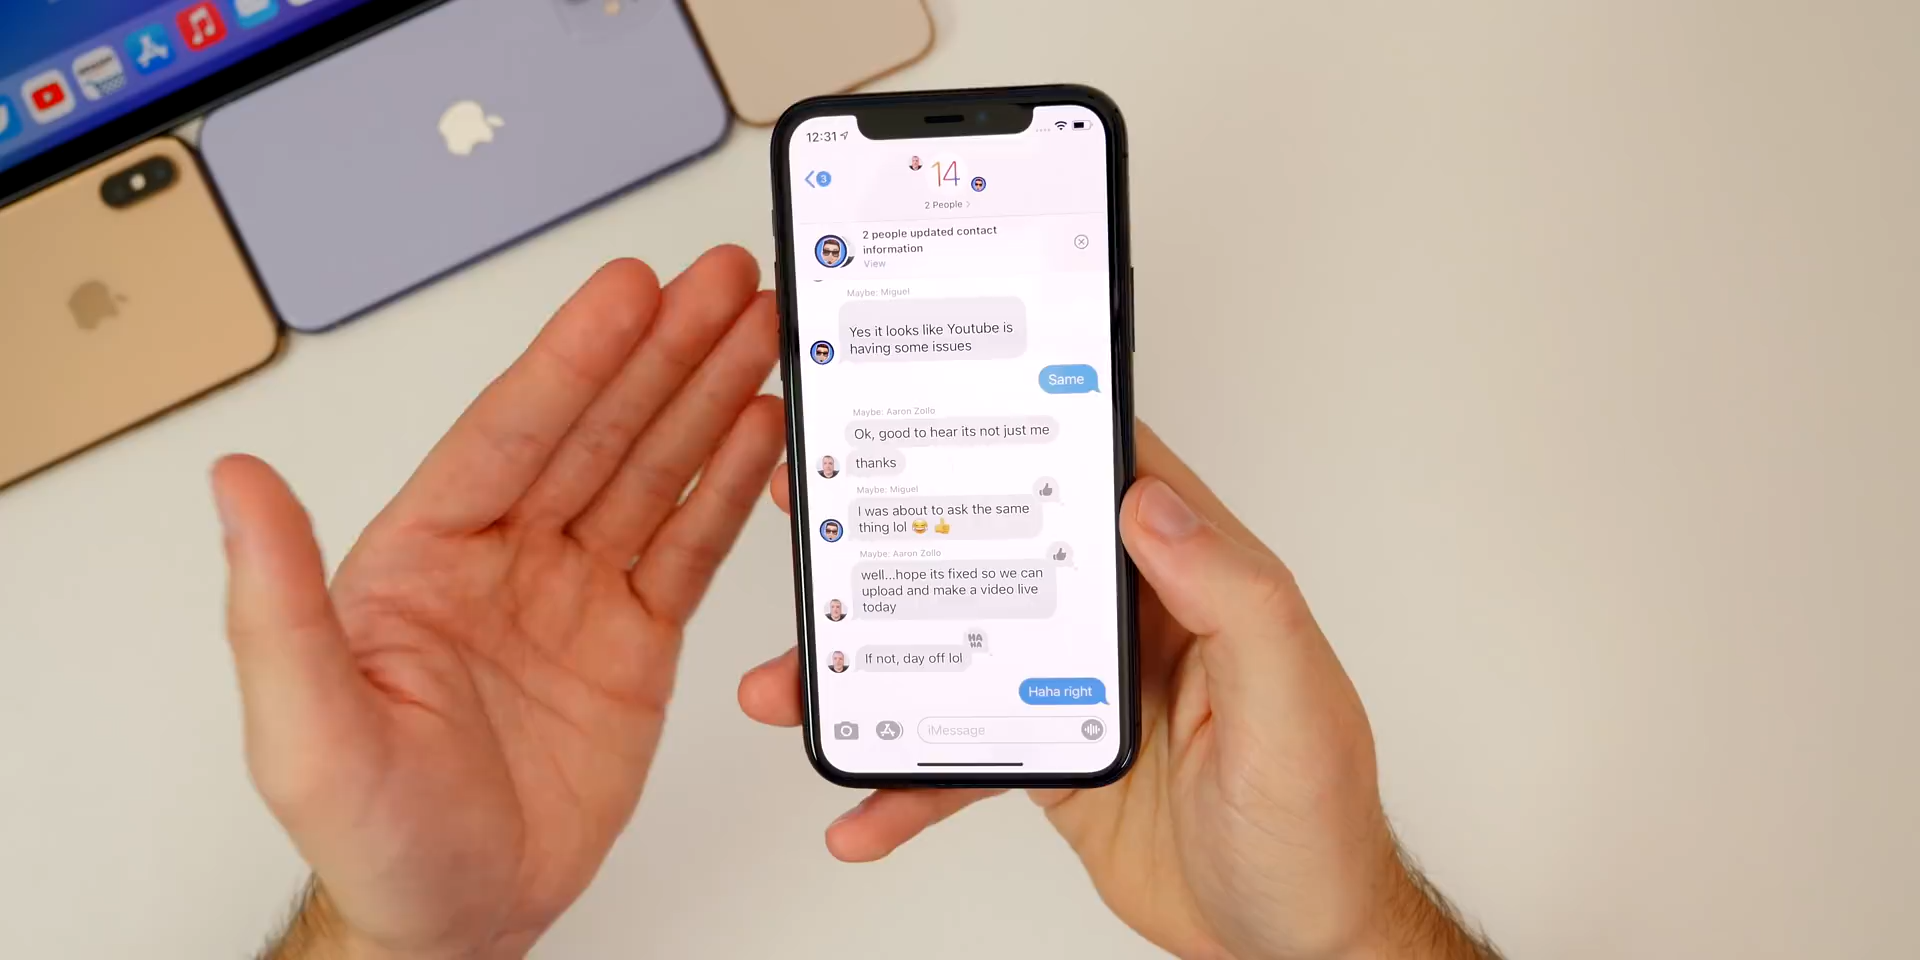 12:31
3
14
2 People
2 people updated contact
information
View
Maybe: Miguel
Yes it looks like Youtube is
having some issues
Same
Maybe: Aaron Zollo
Ok, good to hear its not just me
thanks
Maybe: Miguel
I was about to ask the same
thing lol 😂 👍
Maybe: Aaron Zollo
well...hope its fixed so we can
upload and make a video live
today
HA
HA
If not, day off lol
Haha right
iMessage